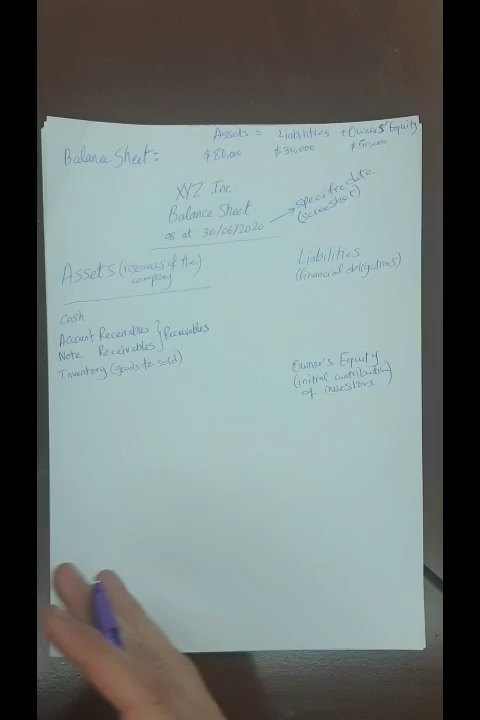 Assets = Liabilities + Owner's Equity
Balance Sheet: $80,000 $30,000 $50,000
XYZ Inc.
Balance Sheet
as at 30/06/2020
specific date
(screeshot)
Assets (resources of the
company)
Liabilities
(financial obligations)
Cash
Account Receivables
Note Receivables
Receivables
Inventory (goods to sold)
Owner's Equity
(initial contribution
of investors)